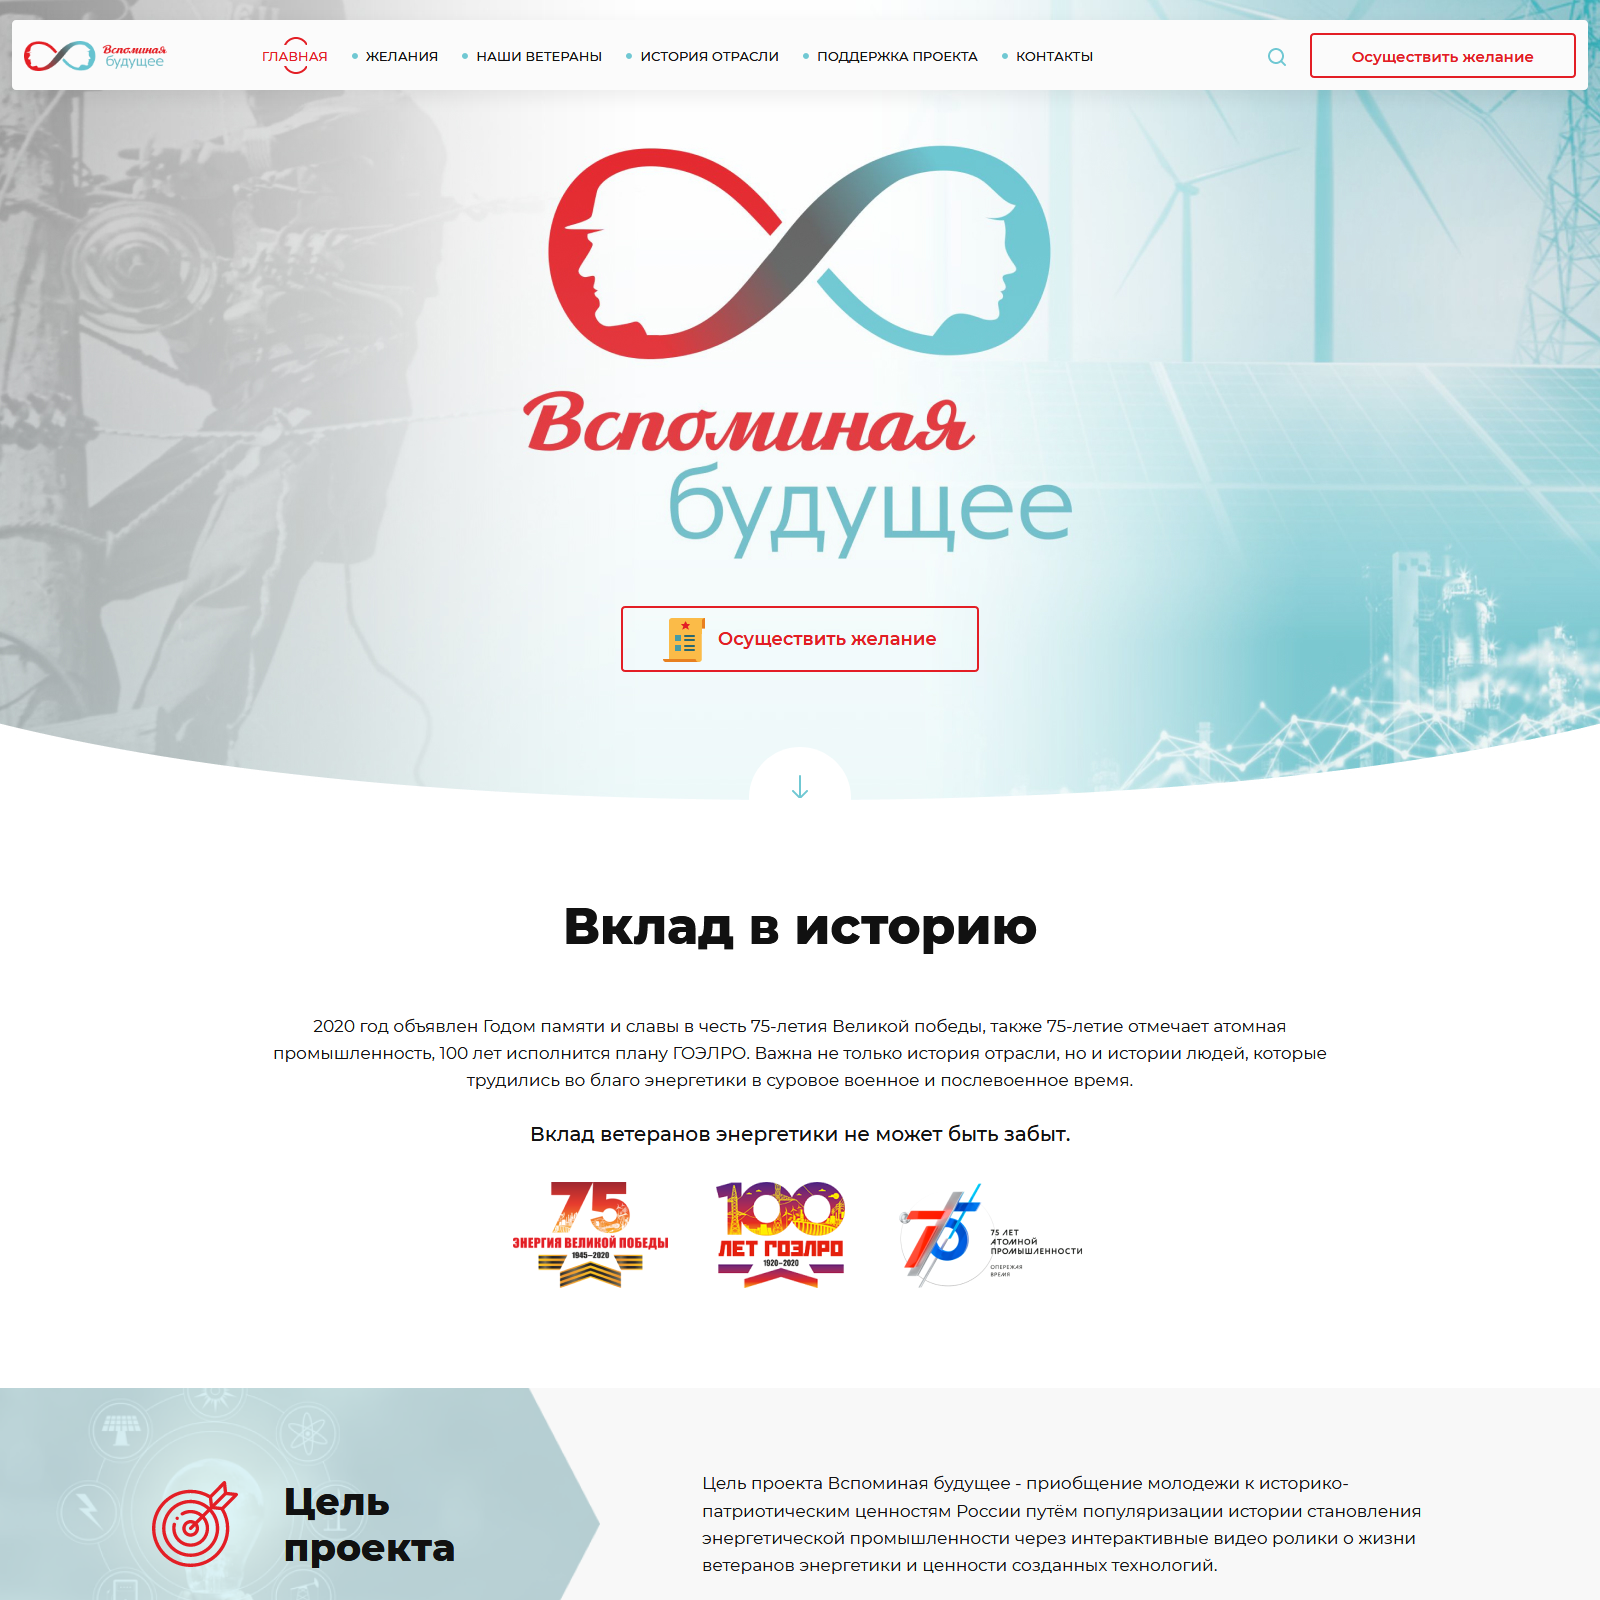 Вспоминая
будущее
ГЛАВНАЯ
ЖЕЛАНИЯ
НАШИ ВЕТЕРАНЫ
ИСТОРИЯ ОТРАСЛИ
ПОДДЕРЖКА ПРОЕКТА
КОНТАКТЫ
Осуществить желание
Вспоминая
будущее
Осуществить желание
Вклад в историю
2020 год объявлен Годом памяти и славы в честь 75-летия Великой победы, также 75-летие отмечает атомная
промышленность, 100 лет исполнится плану ГОЭЛРО. Важна не только история отрасли, но и истории людей, которые
трудились во благо энергетики в суровое военное и послевоенное время.
Вклад ветеранов энергетики не может быть забыт.
75
ЭНЕРГИЯ ВЕЛИКОЙ ПОБЕДЫ
1945–2020
100
ЛЕТ ГОЭЛРО
1920–2020
75
75 ЛЕТ
АТОМНОЙ
ПРОМЫШЛЕННОСТИ
ОПЕРЕЖАЯ
ВРЕМЯ
Цель
проекта
Цель проекта Вспоминая будущее - приобщение молодежи к историко-
патриотическим ценностям России путём популяризации истории становления
энергетической промышленности через интерактивные видео ролики о жизни
ветеранов энергетики и ценности созданных технологий.